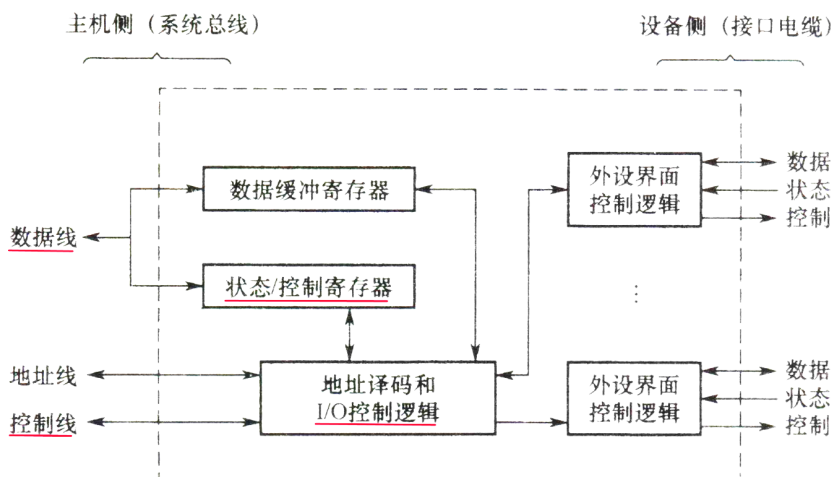 主机侧（系统总线）
设备侧（接口电缆）
数据缓冲寄存器
外设界面
控制逻辑
数据
状态
控制
数据线
状态/控制寄存器
⋮
地址线
控制线
地址译码和
I/O控制逻辑
外设界面
控制逻辑
数据
状态
控制